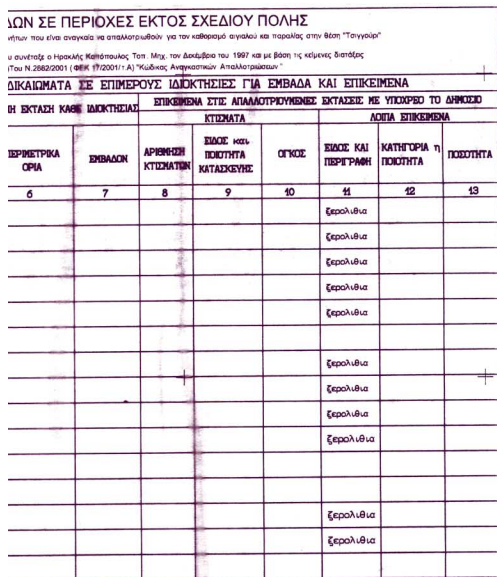 ΔΩΝ ΣΕ ΠΕΡΙΟΧΕΣ ΕΚΤΟΣ ΣΧΕΔΙΟΥ ΠΟΛΗΣ
νήτων που είναι αναγκαία να απαλλοτριωθούν για τον καθορισμό αιγιαλού και παραλίας στην θέση "Τσιγγούρι"
υ συνέταξε ο Ηρακλής Καπόπουλος Τοπ. Μηχ. τον Δεκέμβριο του 1997 και με βάση τις κείμενες διατάξεις
Του Ν.2882/2001 (ΦΕΚ 17/2001/τ.Α) "Κώδικας Αναγκαστικών Απαλλοτριώσεων"
ΔΙΚΑΙΩΜΑΤΑ ΣΕ ΕΠΙΜΕΡΟΥΣ ΙΔΙΟΚΤΗΣΙΕΣ ΓΙΑ ΕΜΒΑΔΑ ΚΑΙ ΕΠΙΚΕΙΜΕΝΑ
Η ΕΚΤΑΣΗ ΚΑΘΕ ΙΔΙΟΚΤΗΣΙΑΣ ΕΠΙΚΕΙΜΕΝΑ ΣΤΙΣ ΑΠΑΛΛΟΤΡΙΟΥΜΕΝΕΣ ΕΚΤΑΣΕΙΣ ΜΕ ΥΠΟΧΡΕΟ ΤΟ ΔΗΜΟΣΙΟ
ΚΤΙΣΜΑΤΑ ΛΟΙΠΑ ΕΠΙΚΕΙΜΕΝΑ
ΠΕΡΙΜΕΤΡΙΚΑ ΟΡΙΑ ΕΜΒΑΔΟΝ ΑΡΙΘΜΗΣΗ ΚΤΙΣΜΑΤΩΝ ΕΙΔΟΣ και ΠΟΙΟΤΗΤΑ ΚΑΤΑΣΚΕΥΗΣ ΟΓΚΟΣ ΕΙΔΟΣ ΚΑΙ ΠΕΡΙΓΡΑΦΗ ΚΑΤΗΓΟΡΙΑ η ΠΟΙΟΤΗΤΑ ΠΟΣΟΤΗΤΑ
6 7 8 9 10 11 12 13
ξερολιθια
ξερολιθια
ξερολιθια
ξερολιθια
ξερολιθια
ξερολιθια
ξερολιθια
ξερολιθια
ξερολιθια
ξερολιθια
ξερολιθια